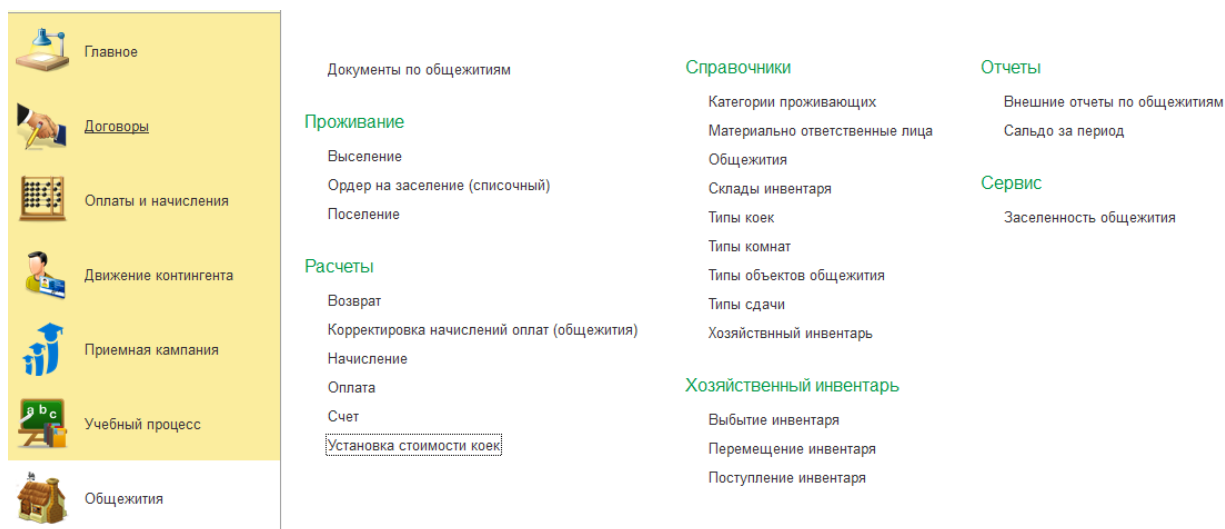 Главное
Договоры
Оплаты и начисления
Движение контингента
Приемная кампания
abc
Учебный процесс
Общежития
Документы по общежитиям
Проживание
Выселение
Ордер на заселение (списочный)
Поселение
Расчеты
Возврат
Корректировка начислений оплат (общежития)
Начисление
Оплата
Счет
Установка стоимости коек
Справочники
Категории проживающих
Материально ответственные лица
Общежития
Склады инвентаря
Типы коек
Типы комнат
Типы объектов общежития
Типы сдачи
Хозяйствнный инвентарь
Хозяйственный инвентарь
Выбытие инвентаря
Перемещение инвентаря
Поступление инвентаря
Отчеты
Внешние отчеты по общежитиям
Сальдо за период
Сервис
Заселенность общежития